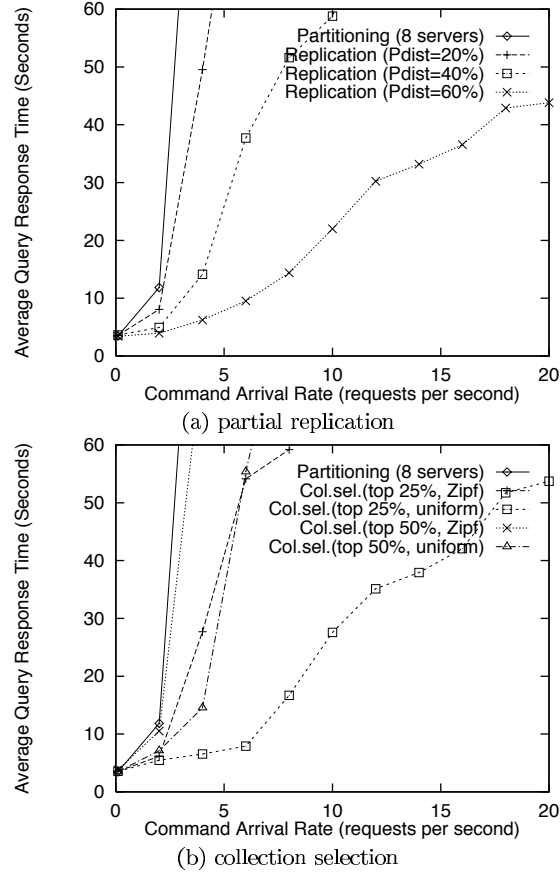 60
50
40
30
20
10
0
Average Query Response Time (Seconds)
Partitioning (8 servers)
Replication (Pdist=20%)
Replication (Pdist=40%)
Replication (Pdist=60%)
0 5 10 15 20
Command Arrival Rate (requests per second)
(a) partial replication
60
50
40
30
20
10
0
Average Query Response Time (Seconds)
Partitioning (8 servers)
Col.sel.(top 25%, Zipf)
Col.sel.(top 25%, uniform)
Col.sel.(top 50%, Zipf)
Col.sel.(top 50%, uniform)
0 5 10 15 20
Command Arrival Rate (requests per second)
(b) collection selection